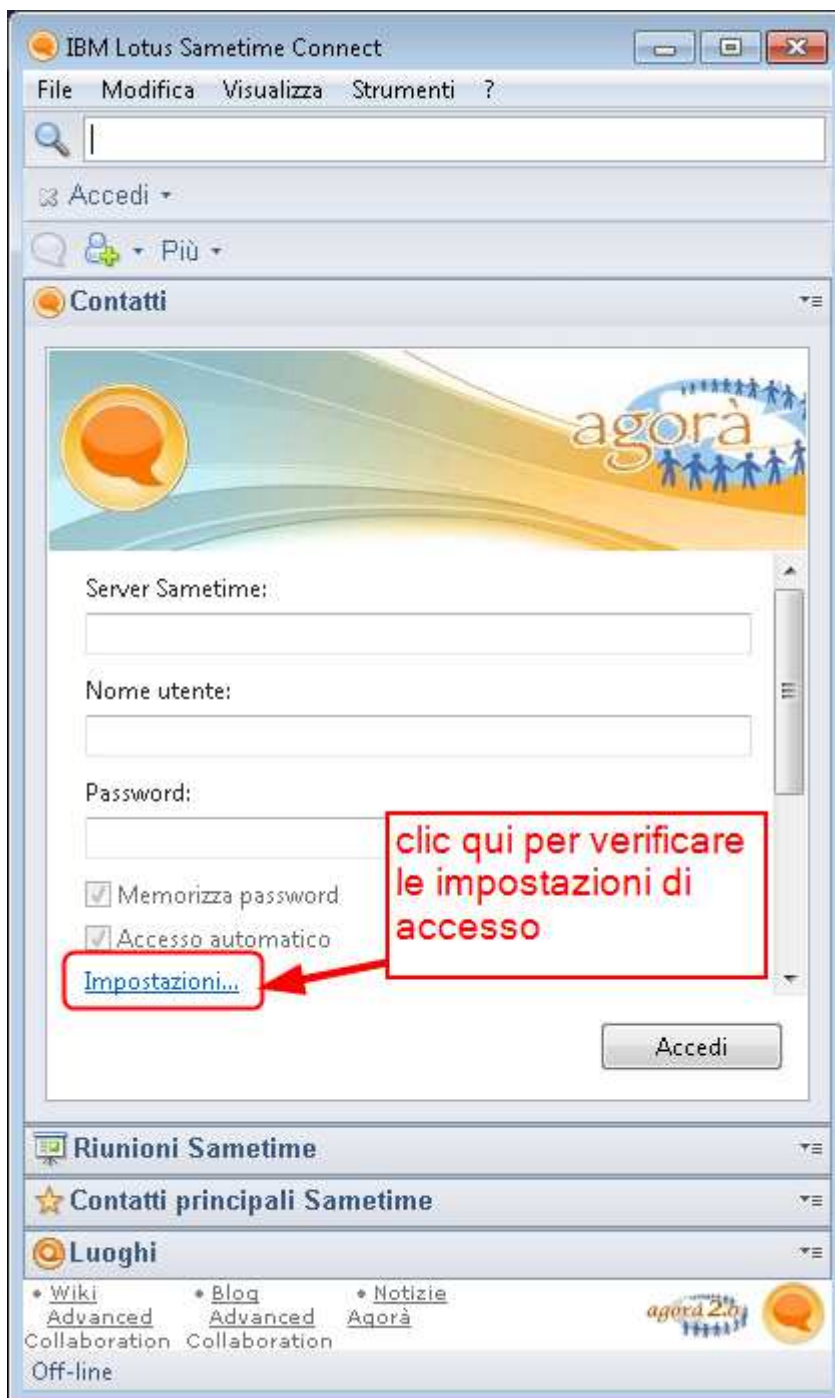 IBM Lotus Sametime Connect
File Modifica Visualizza Strumenti ?
Accedi
Più
Contatti
agorà
Server Sametime:
Nome utente:
Password:
clic qui per verificare
le impostazioni di
accesso
Memorizza password
Accesso automatico
Impostazioni...
Accedi
Riunioni Sametime
Contatti principali Sametime
Luoghi
• Wiki • Blog • Notizie
Advanced Advanced Agorà
Collaboration Collaboration
agorà 2.0
Off-line